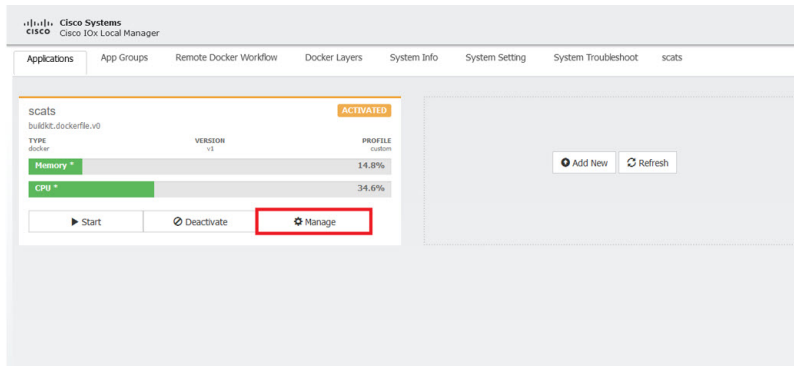 Cisco Systems
CISCO Cisco IOx Local Manager
Applications App Groups Remote Docker Workflow Docker Layers System Info System Setting System Troubleshoot scats
scats ACTIVATED
buildkit.dockerfile.v0
TYPE VERSION PROFILE
docker v1 custom
Memory * 14.8%
CPU * 34.6%
Start Deactivate Manage
Add New Refresh